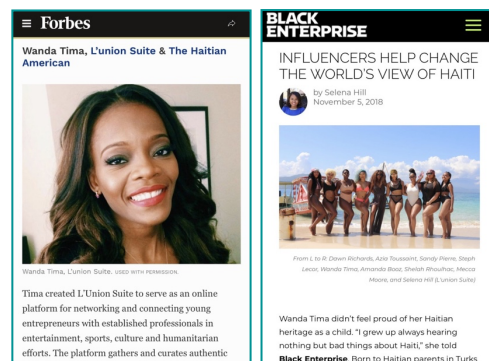 Forbes
Wanda Tima, L'union Suite & The Haitian
American
Wanda Tima, L'union Suite. USED WITH PERMISSION.
Tima created L'Union Suite to serve as an online
platform for networking and connecting young
entrepreneurs with established professionals in
entertainment, sports, culture and humanitarian
efforts. The platform gathers and curates authentic
BLACK
ENTERPRISE
INFLUENCERS HELP CHANGE
THE WORLD'S VIEW OF HAITI
by Selena Hill
November 5, 2018
From L to R: Dawn Richards, Azia Toussaint, Sandy Pierre, Steph
Lecor, Wanda Tima, Amanda Booz, Shelah Rhoulhac, Mecca
Moore, and Selena Hill (L'union Suite)
Wanda Tima didn't feel proud of her Haitian
heritage as a child. "I grew up always hearing
nothing but bad things about Haiti," she told
Black Enterprise. Born to Haitian parents in Turks